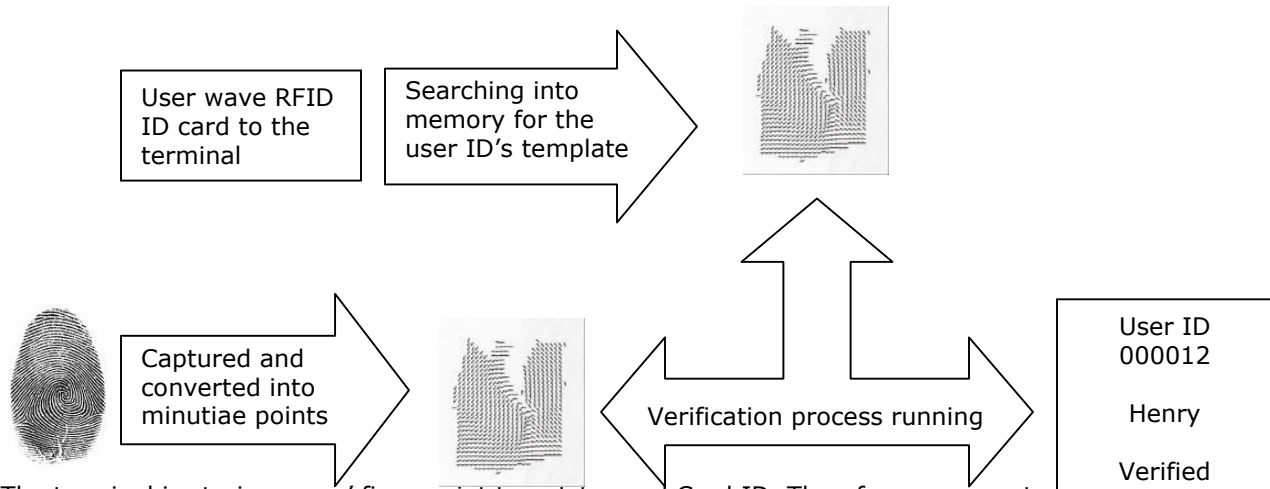 User wave RFID
ID card to the
terminal
Searching into
memory for the
user ID's template
Captured and
converted into
minutiae points
Verification process running
User ID
000012
Henry
Verified